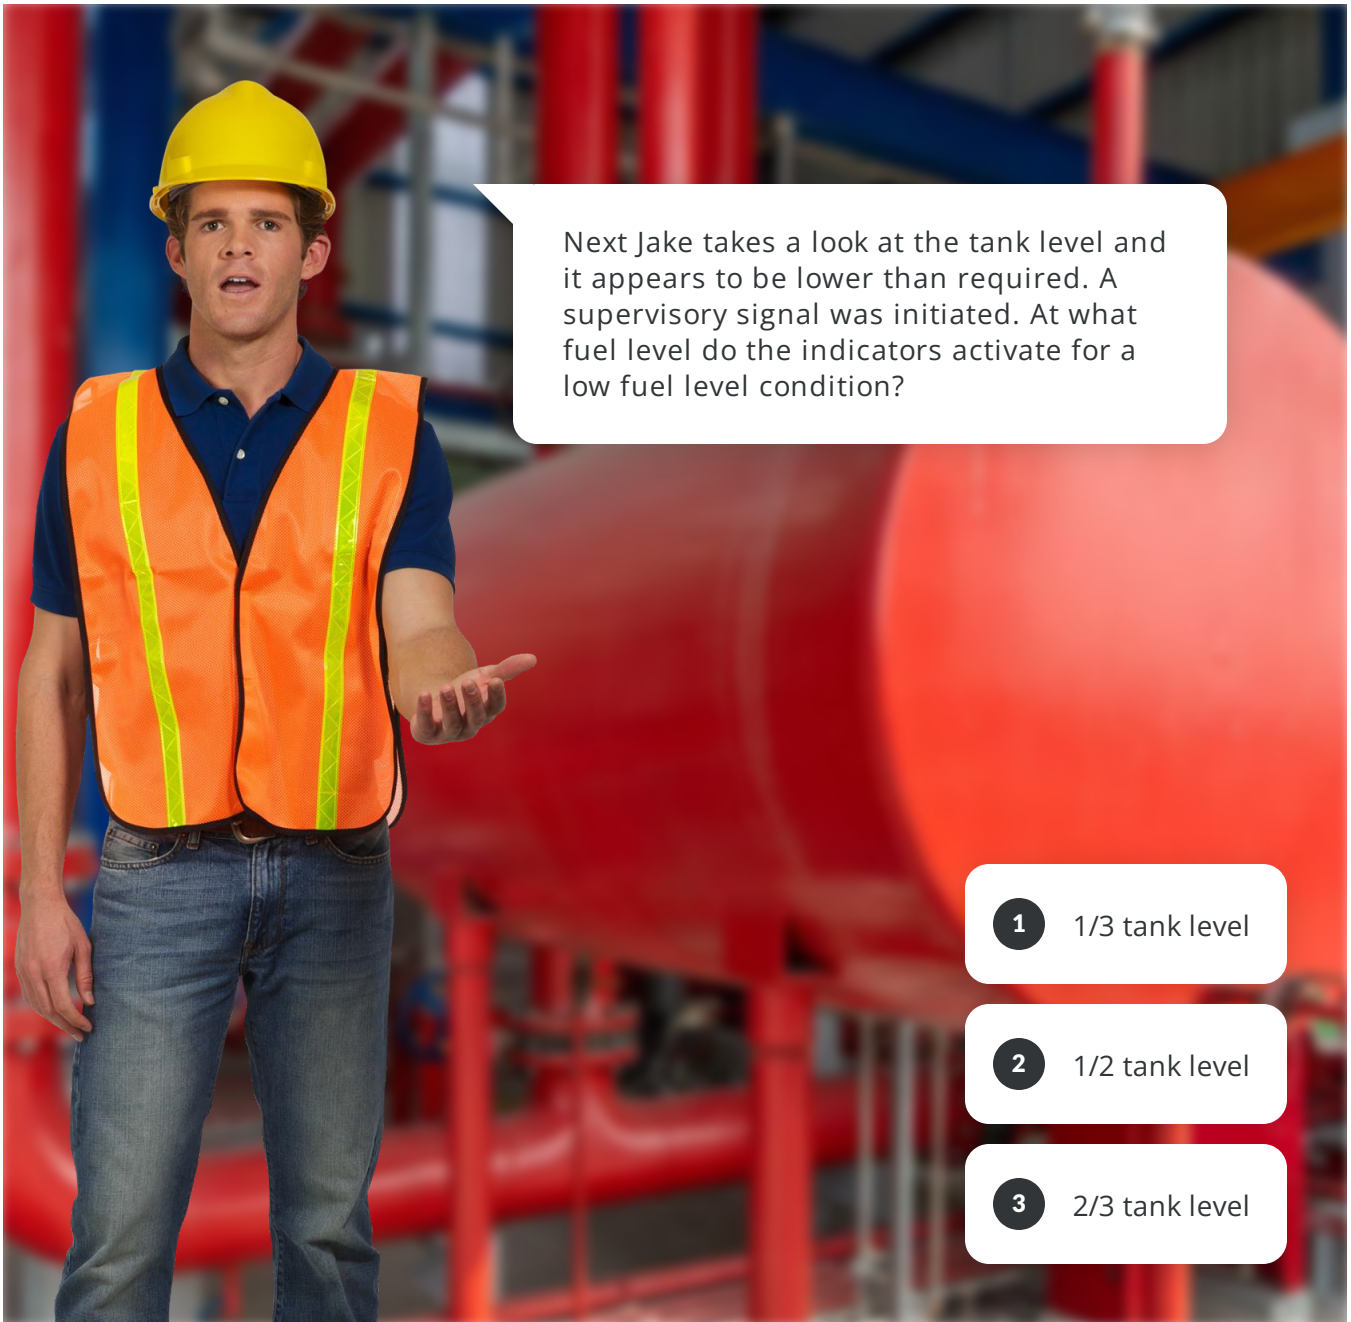 Next Jake takes a look at the tank level and
it appears to be lower than required. A
supervisory signal was initiated. At what
fuel level do the indicators activate for a
low fuel level condition?
1 1/3 tank level
2 1/2 tank level
3 2/3 tank level